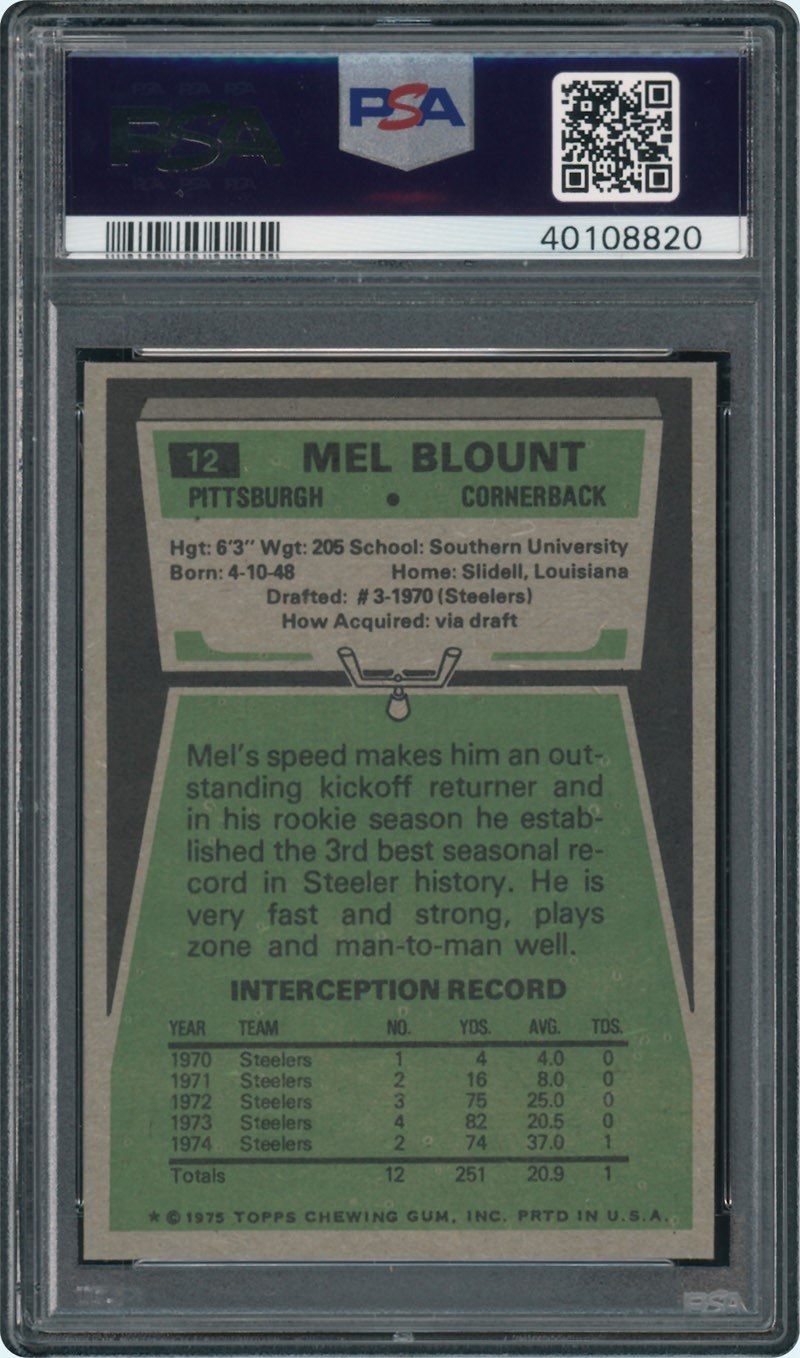 PSA PSA PSA
PSA
PSA PSA PSA
PSA
40108820
12 MEL BLOUNT
PITTSBURGH • CORNERBACK
Hgt: 6'3" Wgt: 205 School: Southern University
Born: 4-10-48 Home: Slidell, Louisiana
Drafted: #3-1970 (Steelers)
How Acquired: via draft
Mel's speed makes him an out-
standing kickoff returner and
in his rookie season he estab-
lished the 3rd best seasonal re-
cord in Steeler history. He is
very fast and strong, plays
zone and man-to-man well.
INTERCEPTION RECORD
YEAR TEAM NO. YDS. AVG. TDS.
1970 Steelers 1 4 4.0 0
1971 Steelers 2 16 8.0 0
1972 Steelers 3 75 25.0 0
1973 Steelers 4 82 20.5 0
1974 Steelers 2 74 37.0 1
Totals 12 251 20.9 1
* © 1975 TOPPS CHEWING GUM, INC. PRTD IN U.S.A.
PSA